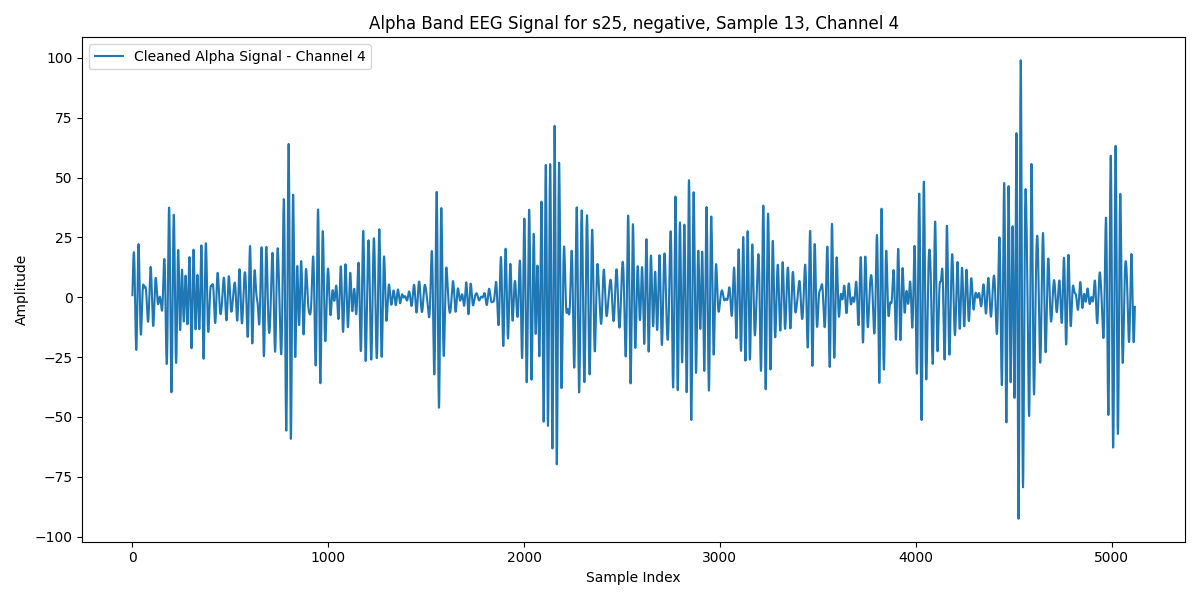 Alpha Band EEG Signal for s25, negative, Sample 13, Channel 4
Cleaned Alpha Signal - Channel 4
100
75
50
25
0
−25
−50
−75
−100
Amplitude
0 1000 2000 3000 4000 5000
Sample Index